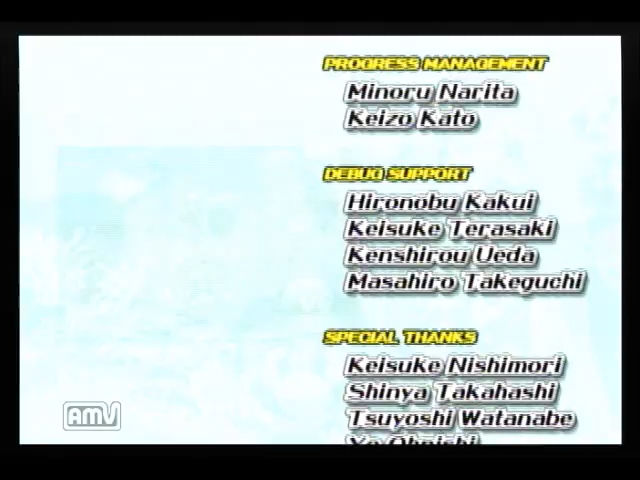 PROGRESS MANAGEMENT
Minoru Narita
Keizo Kato
DEBUG SUPPORT
Hironobu Kakui
Keisuke Terasaki
Kenshirou Ueda
Masahiro Takeguchi
SPECIAL THANKS
Keisuke Nishimori
Shinya Takahashi
Tsuyoshi Watanabe
AMV